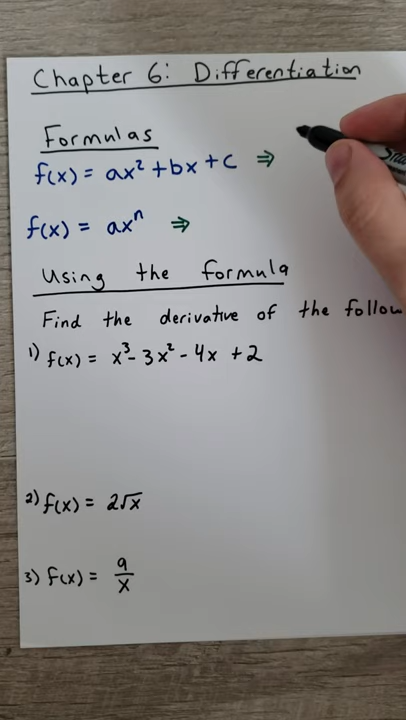 Chapter 6: Differentiation
Formulas
f(x) = ax² + bx + c ⇒
f(x) = axⁿ ⇒
Using the formula
Find the derivative of the follow
1) f(x) = x³ - 3x² - 4x + 2
2) f(x) = 2√x
3) f(x) = 9/x